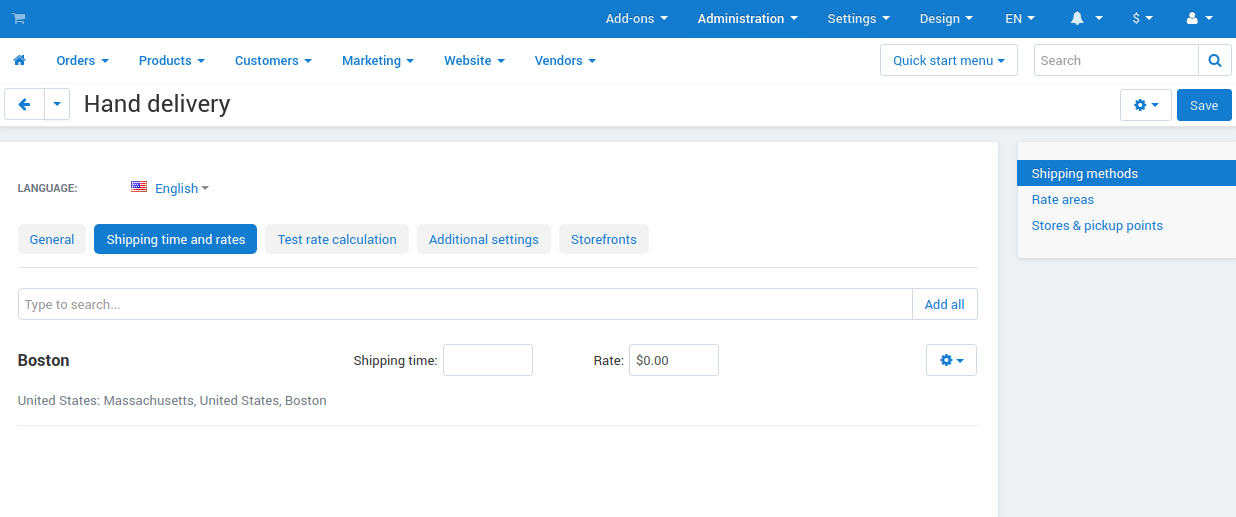 Add-ons Administration Settings Design EN $
Orders Products Customers Marketing Website Vendors Quick start menu Search
Hand delivery Save
LANGUAGE: English
General Shipping time and rates Test rate calculation Additional settings Storefronts
Type to search... Add all
Boston Shipping time: Rate: $0.00
United States: Massachusetts, United States, Boston
Shipping methods
Rate areas
Stores & pickup points